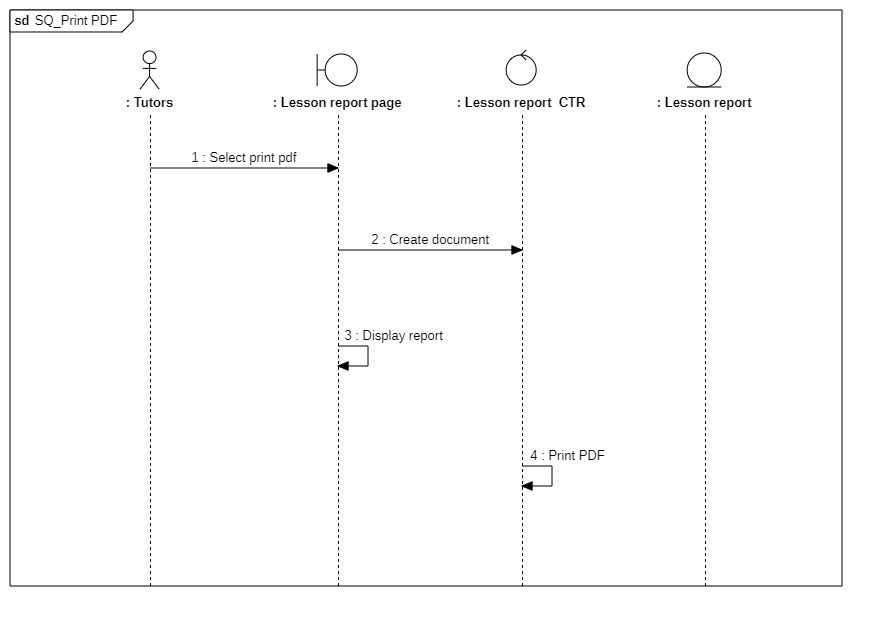 sd SQ_Print PDF
: Tutors
: Lesson report page
: Lesson report  CTR
: Lesson report
1 : Select print pdf
2 : Create document
3 : Display report
4 : Print PDF